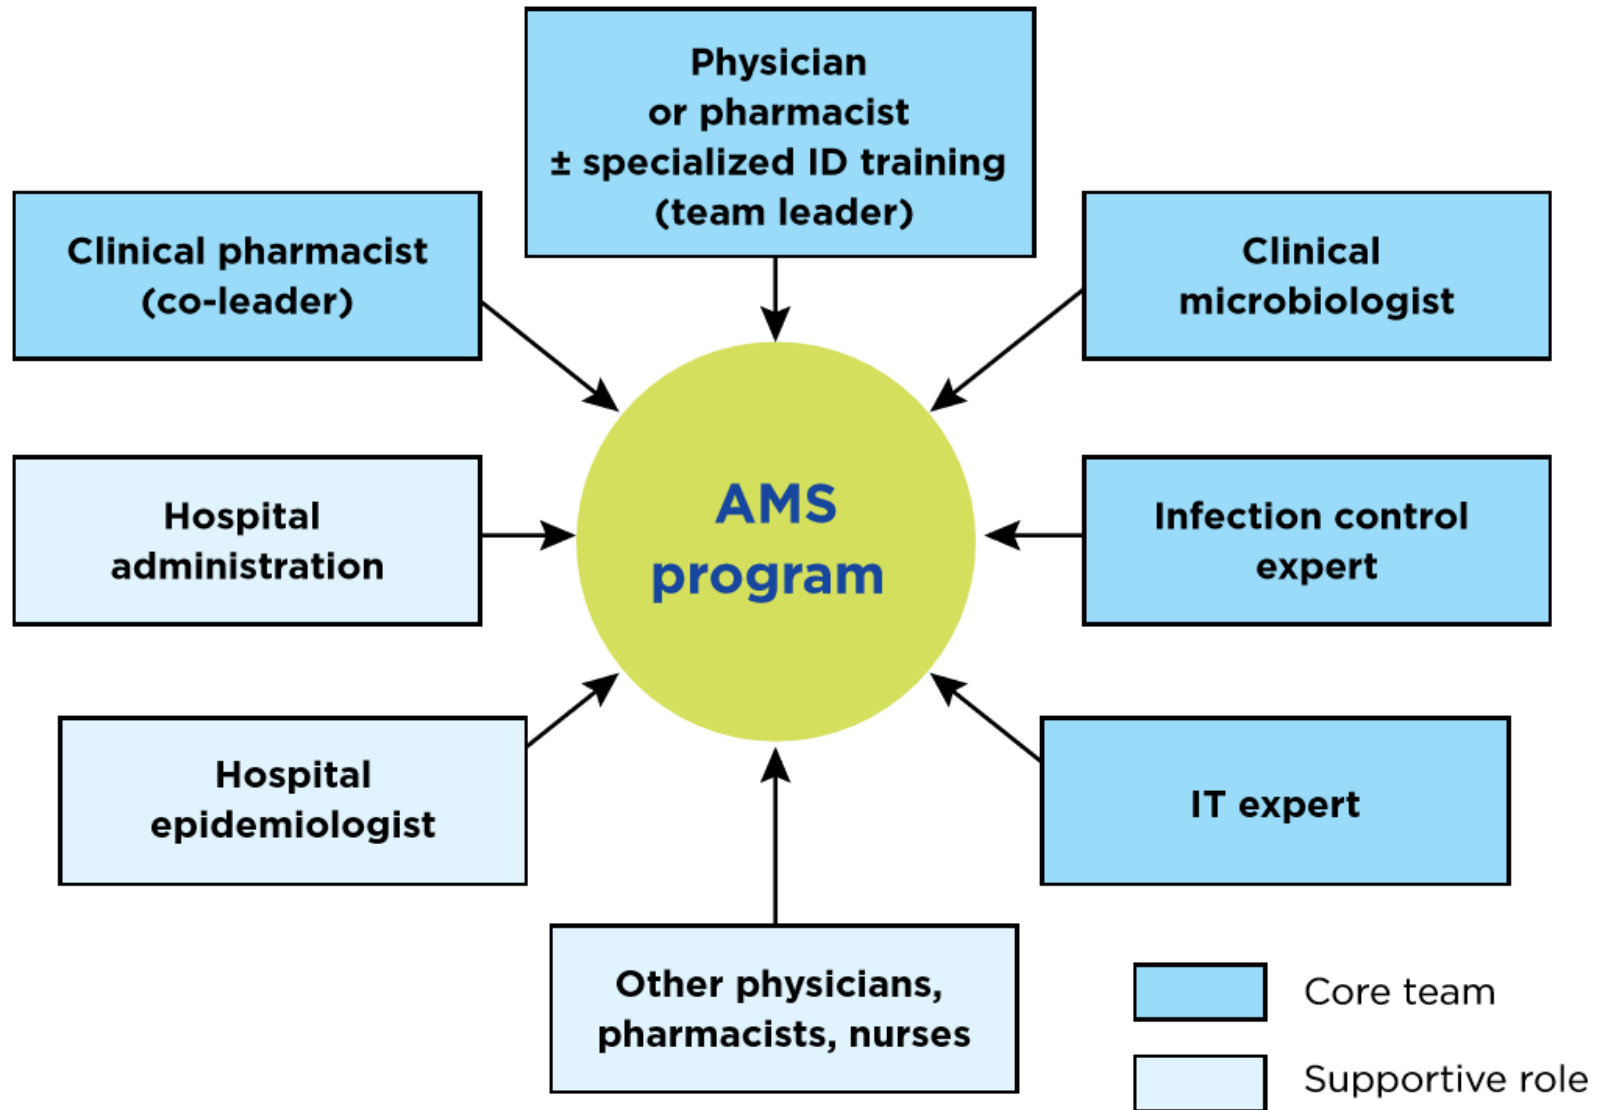 Physician
or pharmacist
± specialized ID training
(team leader)
Clinical pharmacist
(co-leader)
Clinical
microbiologist
Hospital
administration
AMS
program
Infection control
expert
Hospital
epidemiologist
IT expert
Other physicians,
pharmacists, nurses
Core team
Supportive role